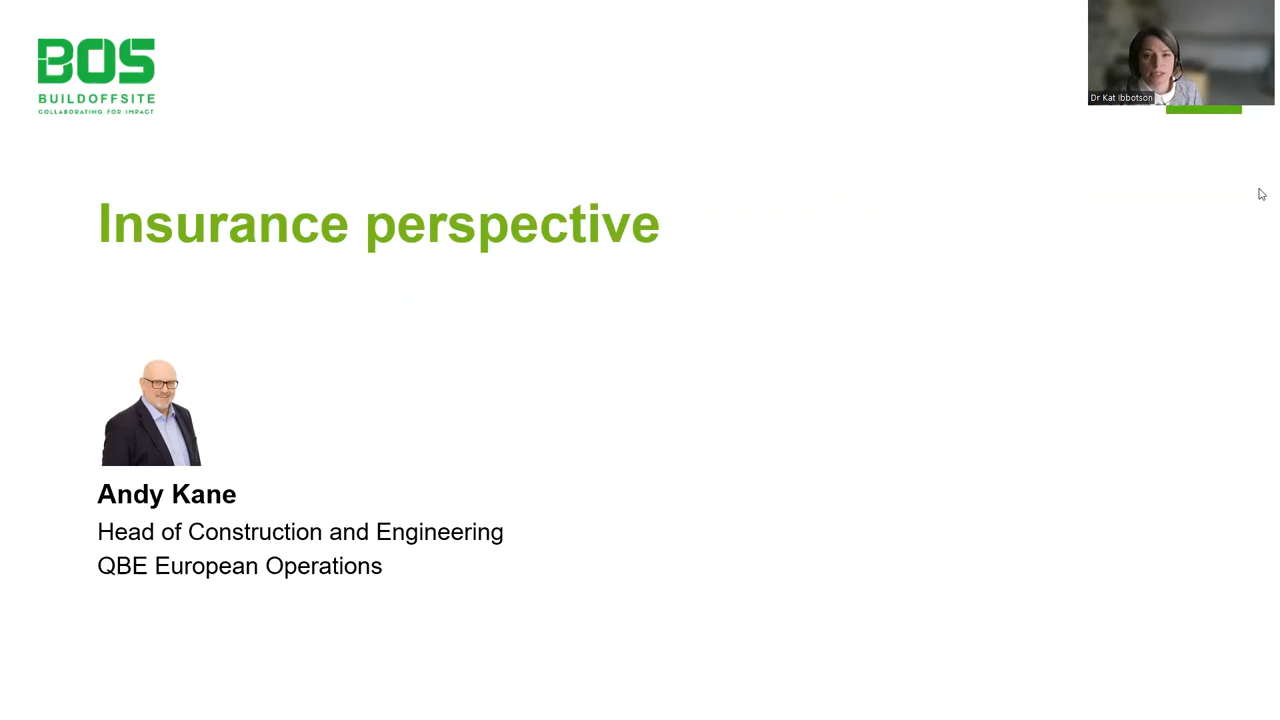 BOS
BUILDOFFSITE
COLLABORATING FOR IMPACT
Dr Kat Ibbotson
Insurance perspective
Andy Kane
Head of Construction and Engineering
QBE European Operations